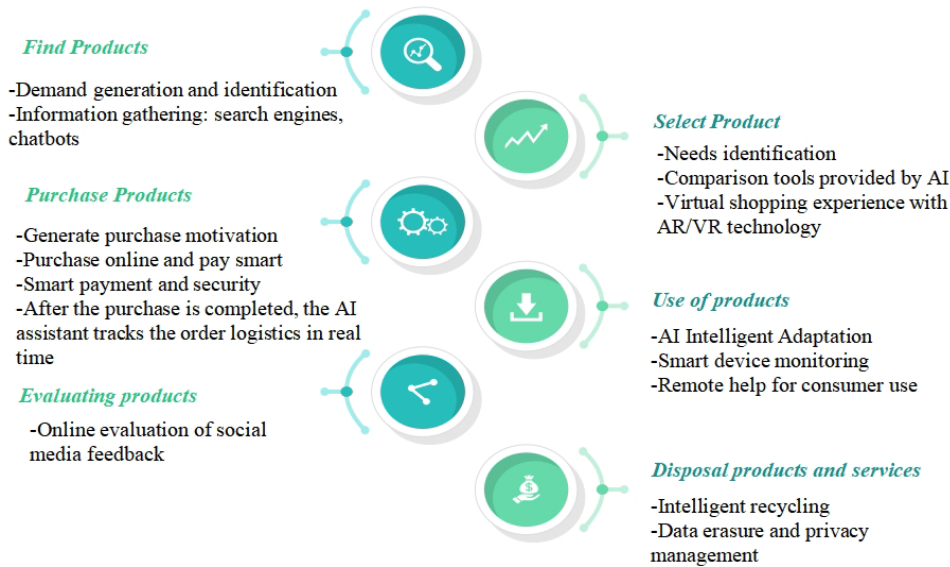 Find Products
-Demand generation and identification
-Information gathering: search engines,
chatbots
Select Product
-Needs identification
-Comparison tools provided by AI
-Virtual shopping experience with
AR/VR technology
Purchase Products
-Generate purchase motivation
-Purchase online and pay smart
-Smart payment and security
-After the purchase is completed, the AI
assistant tracks the order logistics in real
time
Use of products
-AI Intelligent Adaptation
-Smart device monitoring
-Remote help for consumer use
Evaluating products
-Online evaluation of social
media feedback
Disposal products and services
-Intelligent recycling
-Data erasure and privacy
management
$